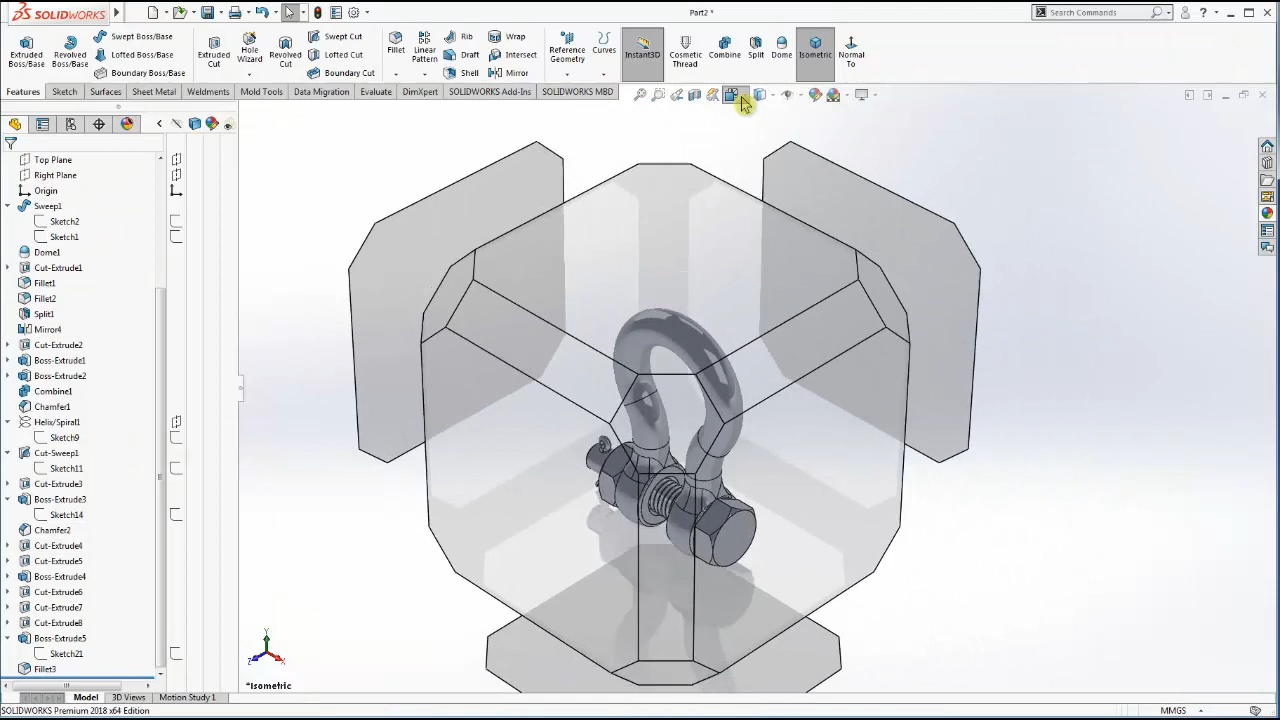 SOLIDWORKS
Part2 *
Search Commands
Extruded Boss/Base
Revolved Boss/Base
Swept Boss/Base
Lofted Boss/Base
Boundary Boss/Base
Extruded Cut
Hole Wizard
Revolved Cut
Swept Cut
Lofted Cut
Boundary Cut
Fillet
Linear Pattern
Rib
Draft
Shell
Wrap
Intersect
Mirror
Reference Geometry
Curves
Instant3D
Cosmetic Thread
Combine
Split
Dome
Isometric
Normal To
Features
Sketch
Surfaces
Sheet Metal
Weldments
Mold Tools
Data Migration
Evaluate
DimXpert
SOLIDWORKS Add-Ins
SOLIDWORKS MBD
Top Plane
Right Plane
Origin
Sweep1
Sketch2
Sketch1
Dome1
Cut-Extrude1
Fillet1
Fillet2
Split1
Mirror4
Cut-Extrude2
Boss-Extrude1
Boss-Extrude2
Combine1
Chamfer1
Helix/Spiral1
Sketch9
Cut-Sweep1
Sketch11
Cut-Extrude3
Boss-Extrude3
Sketch14
Chamfer2
Cut-Extrude4
Cut-Extrude5
Boss-Extrude4
Cut-Extrude6
Cut-Extrude7
Cut-Extrude8
Boss-Extrude5
Sketch21
Fillet3
Y
Z
X
*Isometric
Model
3D Views
Motion Study 1
SOLIDWORKS Premium 2018 x64 Edition
MMGS